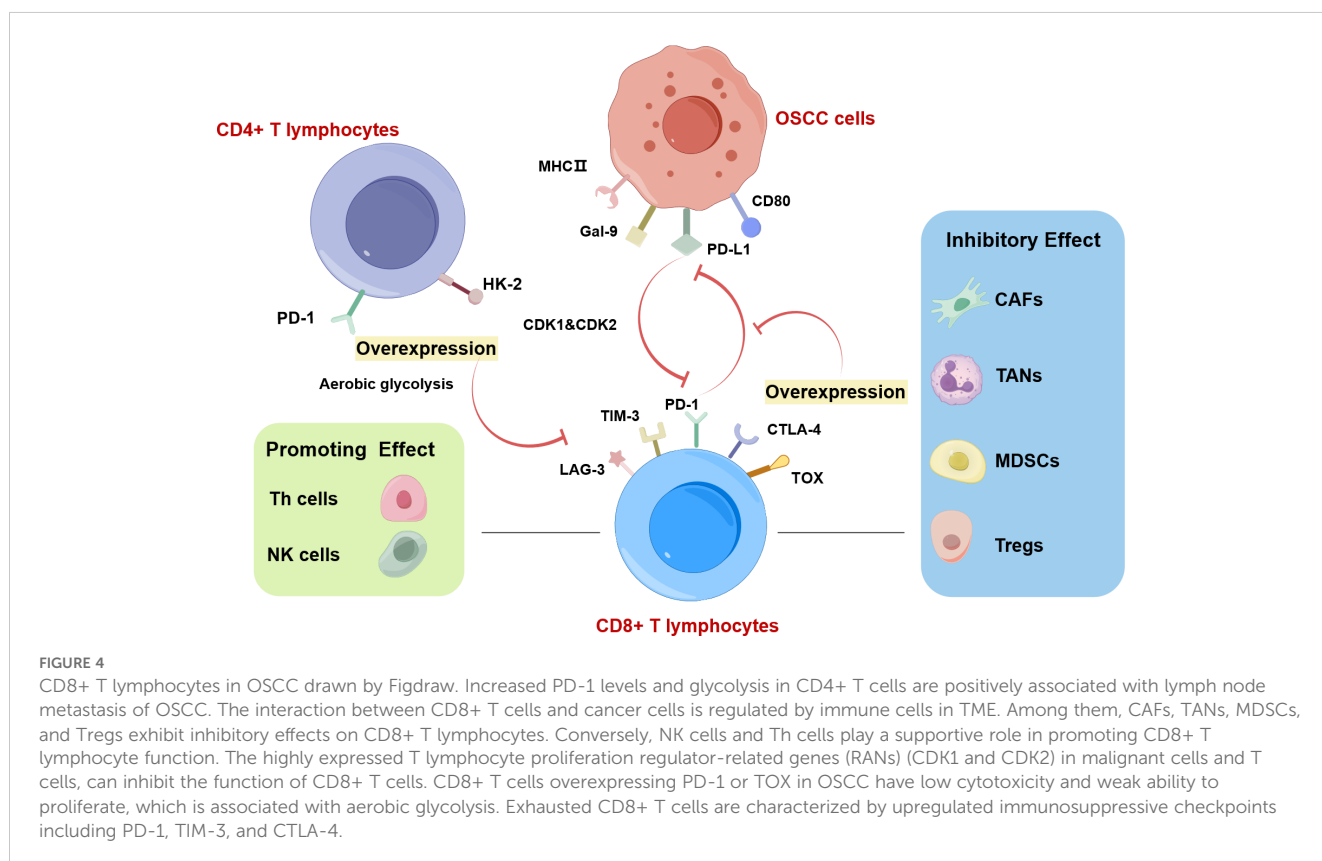 OSCC cells
CD4+ T lymphocytes
MHCⅡ
CD80
Gal-9
PD-L1
HK-2
PD-1
Overexpression
Aerobic glycolysis
CDK1&CDK2
Overexpression
TIM-3
PD-1
CTLA-4
LAG-3
TOX
Promoting Effect
Th cells
NK cells
Inhibitory Effect
CAFs
TANs
MDSCs
Tregs
CD8+ T lymphocytes
FIGURE 4
CD8+ T lymphocytes in OSCC drawn by Figdraw. Increased PD-1 levels and glycolysis in CD4+ T cells are positively associated with lymph node
metastasis of OSCC. The interaction between CD8+ T cells and cancer cells is regulated by immune cells in TME. Among them, CAFs, TANs, MDSCs,
and Tregs exhibit inhibitory effects on CD8+ T lymphocytes. Conversely, NK cells and Th cells play a supportive role in promoting CD8+ T
lymphocyte function. The highly expressed T lymphocyte proliferation regulator-related genes (RANs) (CDK1 and CDK2) in malignant cells and T
cells, can inhibit the function of CD8+ T cells. CD8+ T cells overexpressing PD-1 or TOX in OSCC have low cytotoxicity and weak ability to
proliferate, which is associated with aerobic glycolysis. Exhausted CD8+ T cells are characterized by upregulated immunosuppressive checkpoints
including PD-1, TIM-3, and CTLA-4.